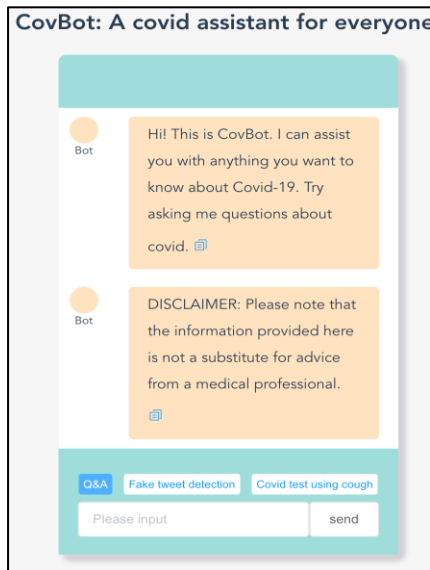 CovBot: A covid assistant for everyone
Bot
Hi! This is CovBot. I can assist
you with anything you want to
know about Covid-19. Try
asking me questions about
covid.
Bot
DISCLAIMER: Please note that
the information provided here
is not a substitute for advice
from a medical professional.
Q&A Fake tweet detection Covid test using cough
Please input send